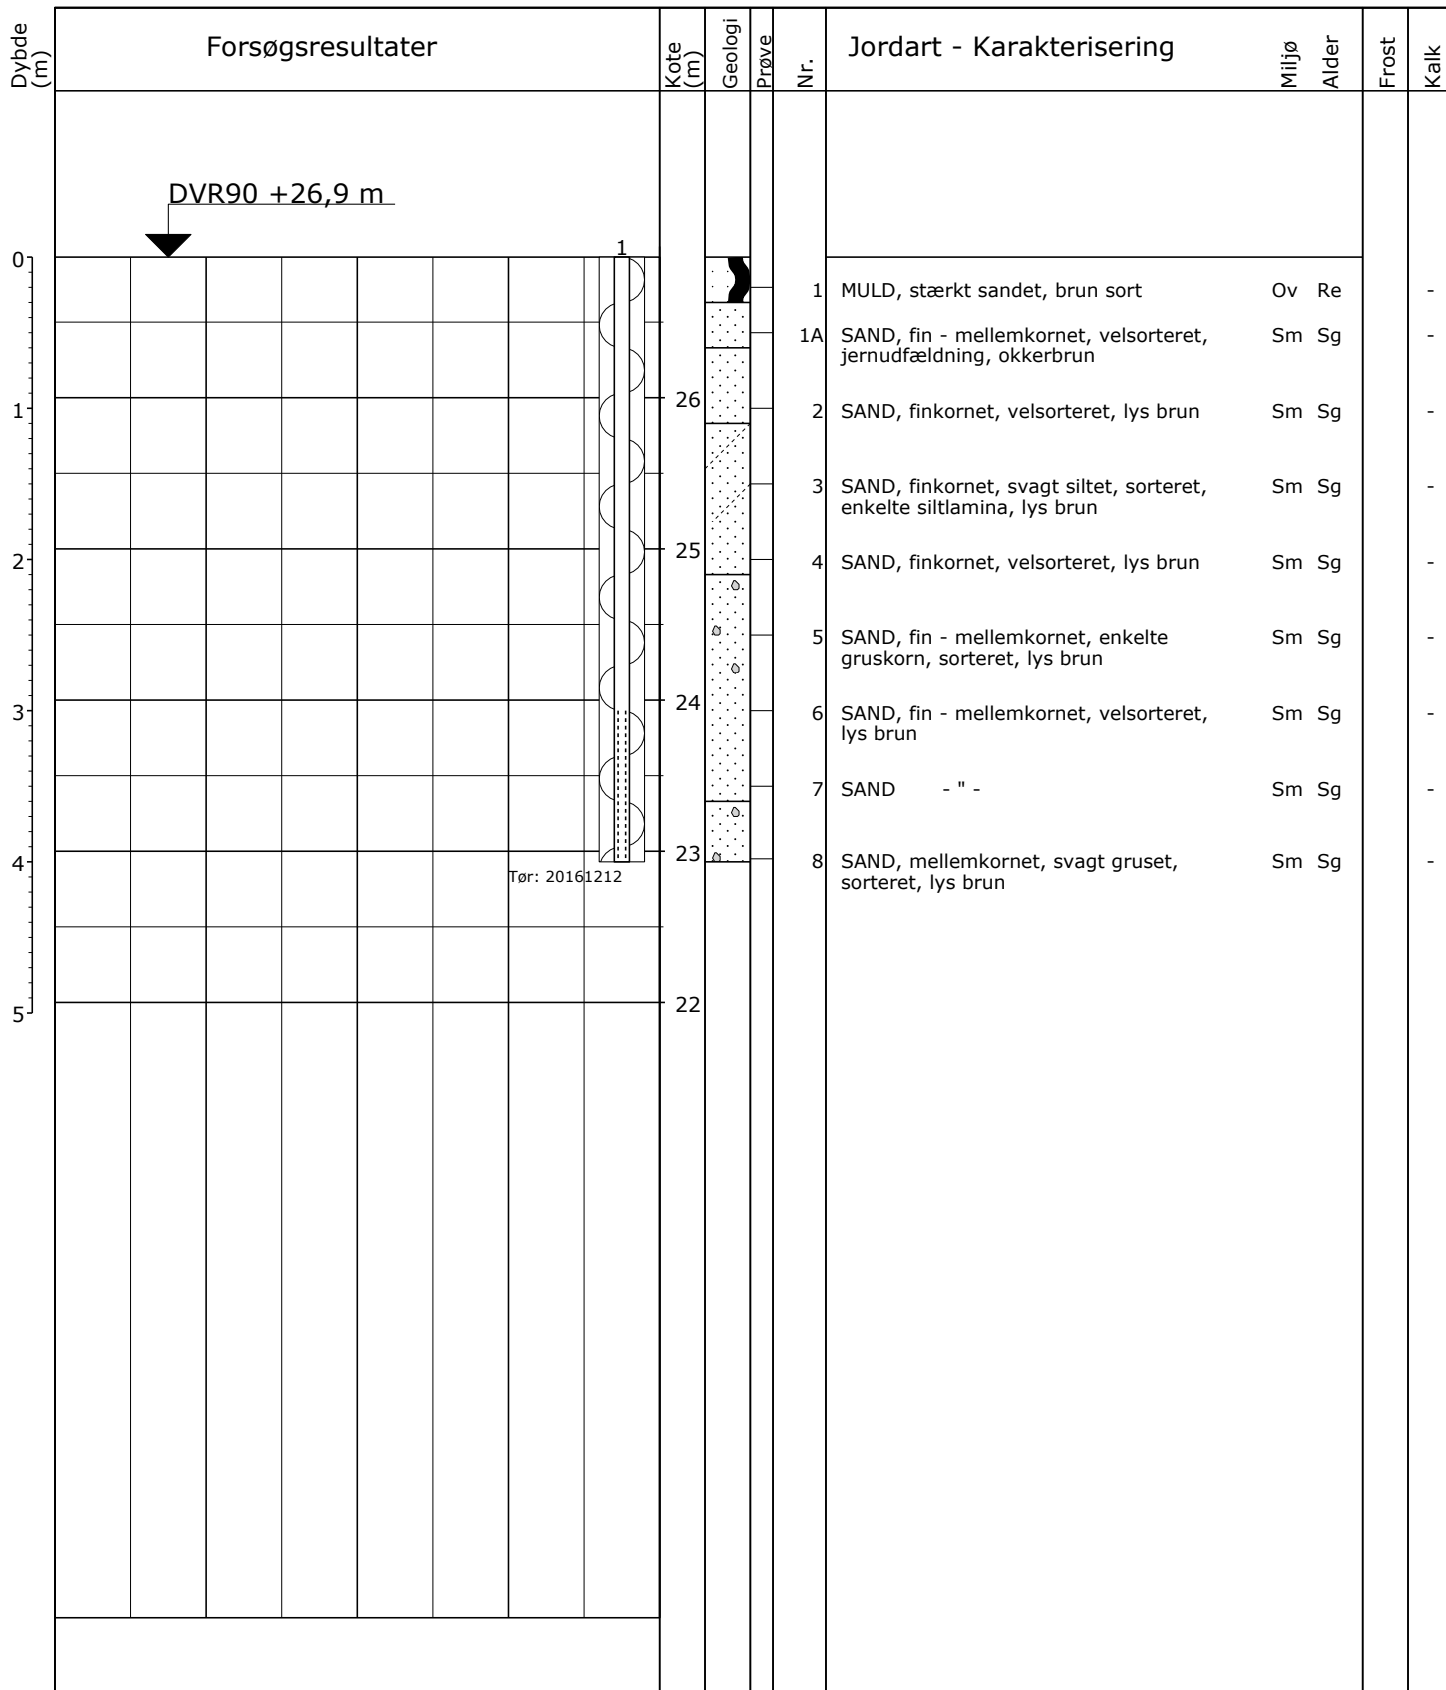 Dybde (m)
Forsøgsresultater
Kote (m)
Geologi
Prøve
Nr.
Jordart - Karakterisering
Miljø
Alder
Frost
Kalk
DVR90 +26,9 m
1
0
1 MULD, stærkt sandet, brun sort Ov Re -
1A SAND, fin - mellemkornet, velsorteret, Sm Sg -
jernudfældning, okkerbrun
26
1
2 SAND, finkornet, velsorteret, lys brun Sm Sg -
3 SAND, finkornet, svagt siltet, sorteret, Sm Sg -
enkelte siltlamina, lys brun
25
2
4 SAND, finkornet, velsorteret, lys brun Sm Sg -
5 SAND, fin - mellemkornet, enkelte Sm Sg -
gruskorn, sorteret, lys brun
24
3
6 SAND, fin - mellemkornet, velsorteret, Sm Sg -
lys brun
7 SAND - " - Sm Sg -
23
4
8 SAND, mellemkornet, svagt gruset, Sm Sg -
sorteret, lys brun
Tør: 20161212
22
5